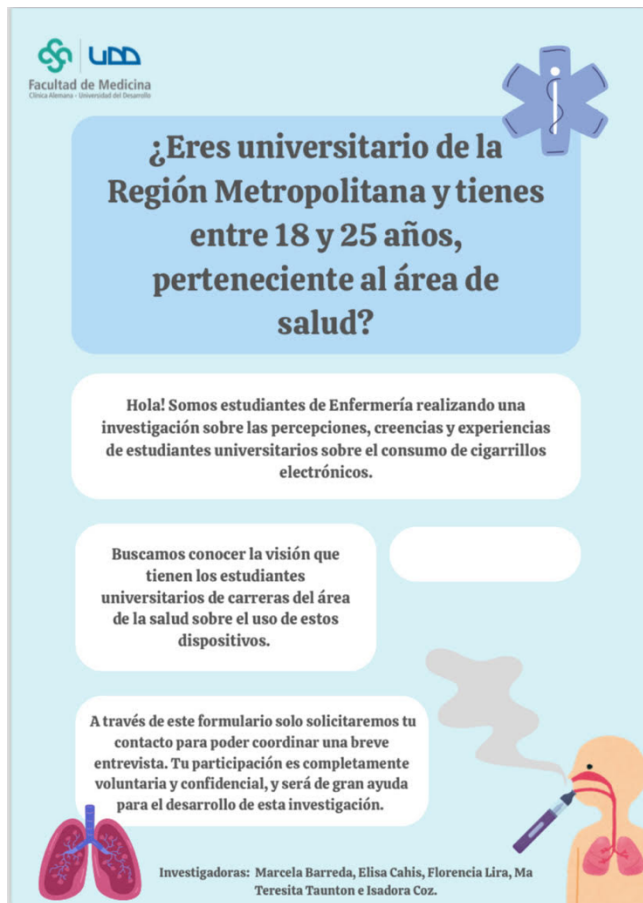 UDD
Facultad de Medicina
Clínica Alemana - Universidad del Desarrollo
¿Eres universitario de la
Región Metropolitana y tienes
entre 18 y 25 años,
perteneciente al área de
salud?
Hola! Somos estudiantes de Enfermería realizando una
investigación sobre las percepciones, creencias y experiencias
de estudiantes universitarios sobre el consumo de cigarrillos
electrónicos.
Buscamos conocer la visión que
tienen los estudiantes
universitarios de carreras del área
de la salud sobre el uso de estos
dispositivos.
A través de este formulario solo solicitaremos tu
contacto para poder coordinar una breve
entrevista. Tu participación es completamente
voluntaria y confidencial, y será de gran ayuda
para el desarrollo de esta investigación.
Investigadoras: Marcela Barreda, Elisa Cahis, Florencia Lira, Ma
Teresita Taunton e Isadora Coz.